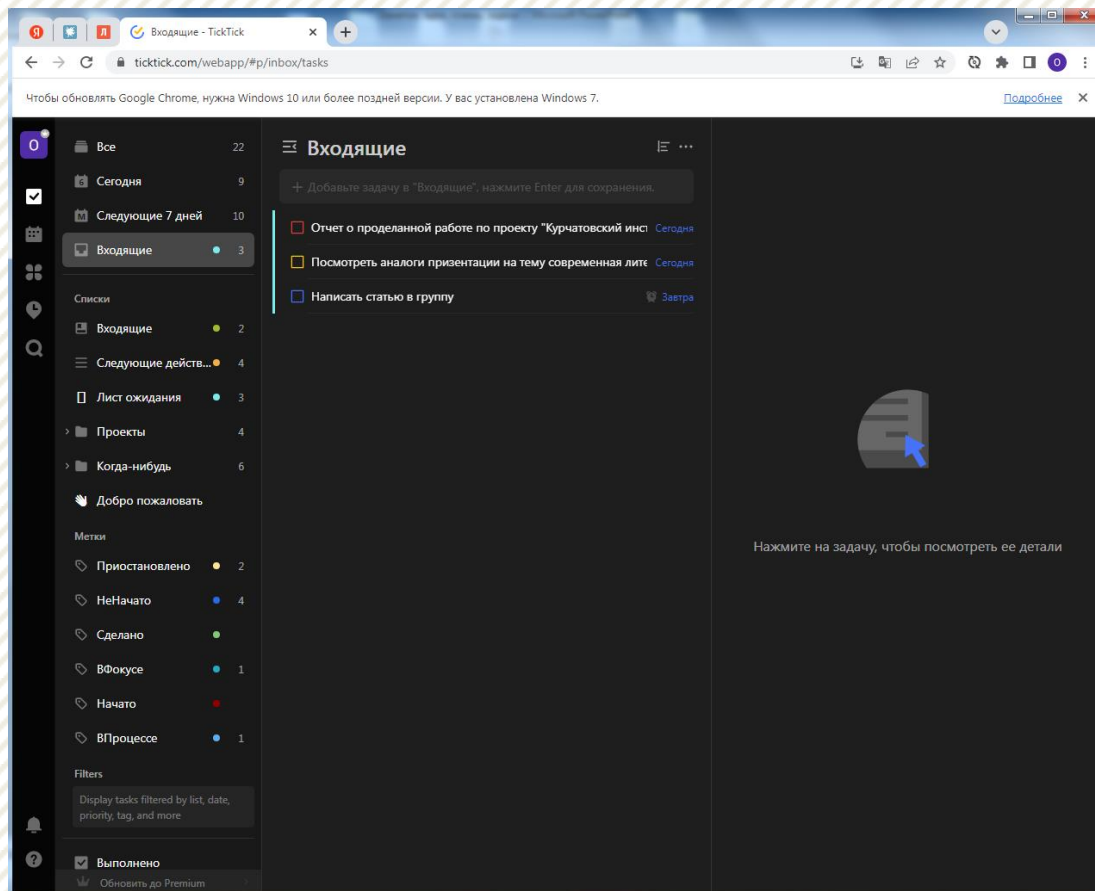 Я
Л
Входящие - TickTick
ticktick.com/webapp/#p/inbox/tasks
О
Чтобы обновлять Google Chrome, нужна Windows 10 или более поздней версии. У вас установлена Windows 7.
Подробнее
О
Все 22
6 Сегодня 9
М Следующие 7 дней 10
Входящие 3
Списки
Входящие 2
Следующие действ... 4
Лист ожидания 3
Проекты 4
Когда-нибудь 6
Добро пожаловать
Метки
Приостановлено 2
НеНачато 4
Сделано
ВФокусе 1
Начато
ВПроцессе 1
Filters
Display tasks filtered by list, date,
priority, tag, and more
Выполнено
Обновить до Premium
Входящие
Добавьте задачу в "Входящие", нажмите Enter для сохранения.
Отчет о проделанной работе по проекту "Курчатовский инст Сегодня
Посмотреть аналоги призентации на тему современная лите Сегодня
Написать статью в группу Завтра
Нажмите на задачу, чтобы посмотреть ее детали